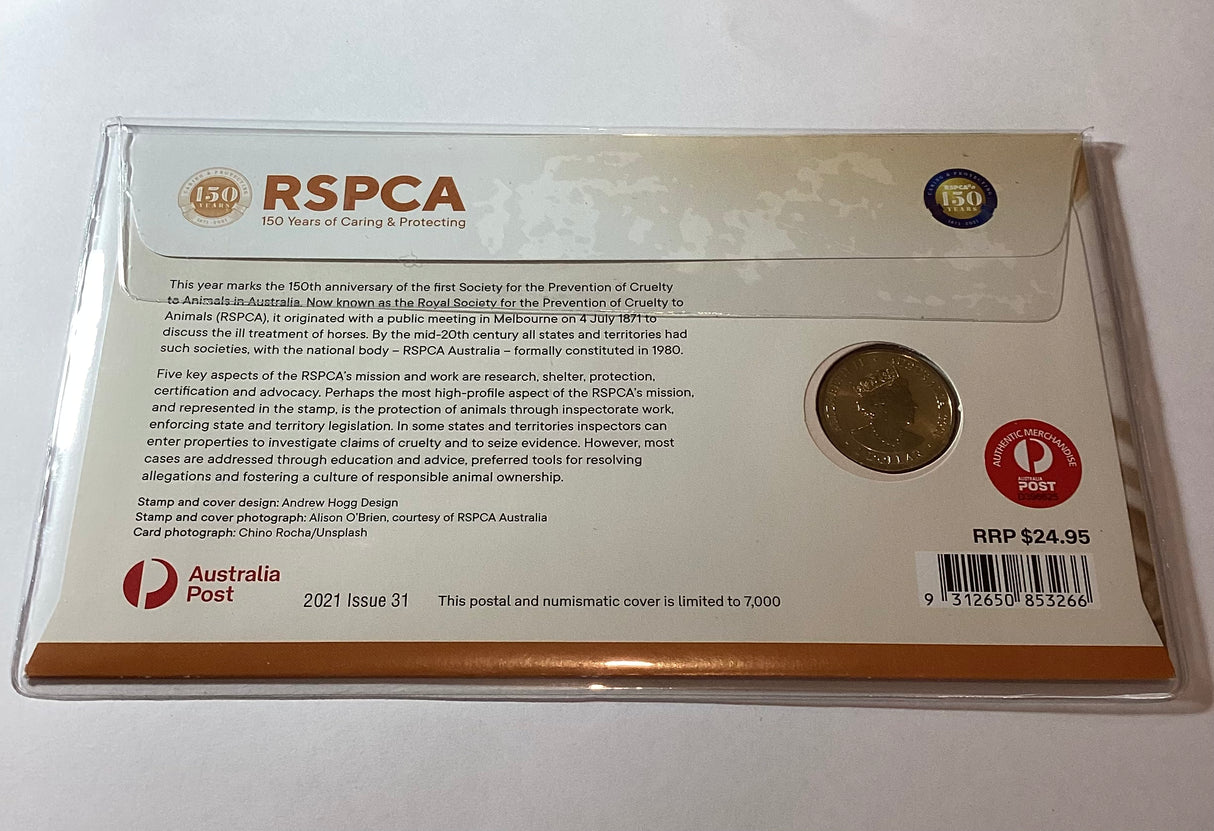 CARING & PROTECTING
150
YEARS
1871-2021
RSPCA
150 Years of Caring & Protecting
CARING & PROTECTING
RSPCA's
150
YEARS
1871-2021
This year marks the 150th anniversary of the first Society for the Prevention of Cruelty
to Animals in Australia. Now known as the Royal Society for the Prevention of Cruelty to
Animals (RSPCA), it originated with a public meeting in Melbourne on 4 July 1871 to
discuss the ill treatment of horses. By the mid-20th century all states and territories had
such societies, with the national body – RSPCA Australia – formally constituted in 1980.
Five key aspects of the RSPCA's mission and work are research, shelter, protection,
certification and advocacy. Perhaps the most high-profile aspect of the RSPCA's mission,
and represented in the stamp, is the protection of animals through inspectorate work,
enforcing state and territory legislation. In some states and territories inspectors can
enter properties to investigate claims of cruelty and to seize evidence. However, most
cases are addressed through education and advice, preferred tools for resolving
allegations and fostering a culture of responsible animal ownership.
Stamp and cover design: Andrew Hogg Design
Stamp and cover photograph: Alison O'Brien, courtesy of RSPCA Australia
Card photograph: Chino Rocha/Unsplash
AUTHENTIC MERCHANDISE
AUSTRALIA
POST
RRP $24.95
9 312650 853266
Australia
Post
2021 Issue 31
This postal and numismatic cover is limited to 7,000